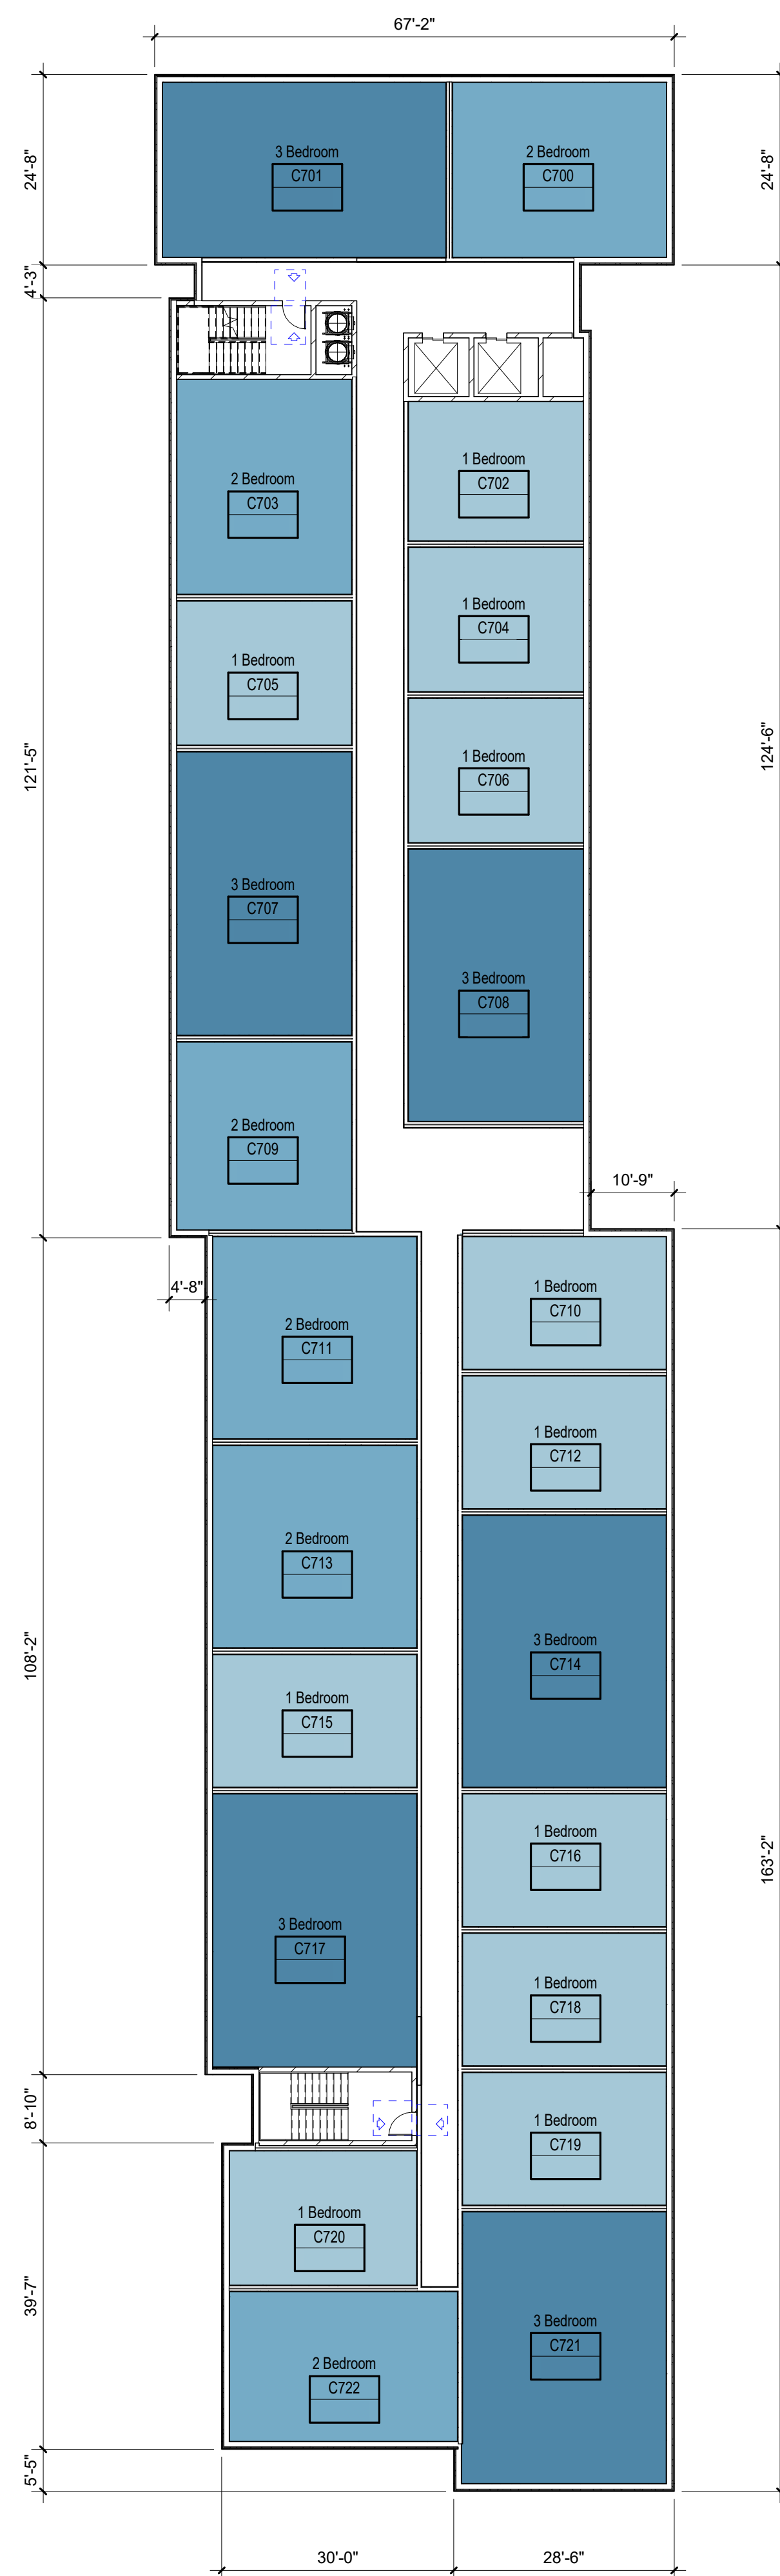 67'-2"
24'-8"
24'-8"
3 Bedroom
C701
2 Bedroom
C700
4'-3"
2 Bedroom
C703
1 Bedroom
C702
1 Bedroom
C704
1 Bedroom
C705
121'-5"
124'-6"
1 Bedroom
C706
3 Bedroom
C707
3 Bedroom
C708
2 Bedroom
C709
10'-9"
4'-8"
1 Bedroom
C710
2 Bedroom
C711
1 Bedroom
C712
2 Bedroom
C713
108'-2"
3 Bedroom
C714
1 Bedroom
C715
163'-2"
1 Bedroom
C716
3 Bedroom
C717
1 Bedroom
C718
8'-10"
1 Bedroom
C719
1 Bedroom
C720
39'-7"
3 Bedroom
C721
2 Bedroom
C722
5'-5"
30'-0"
28'-6"